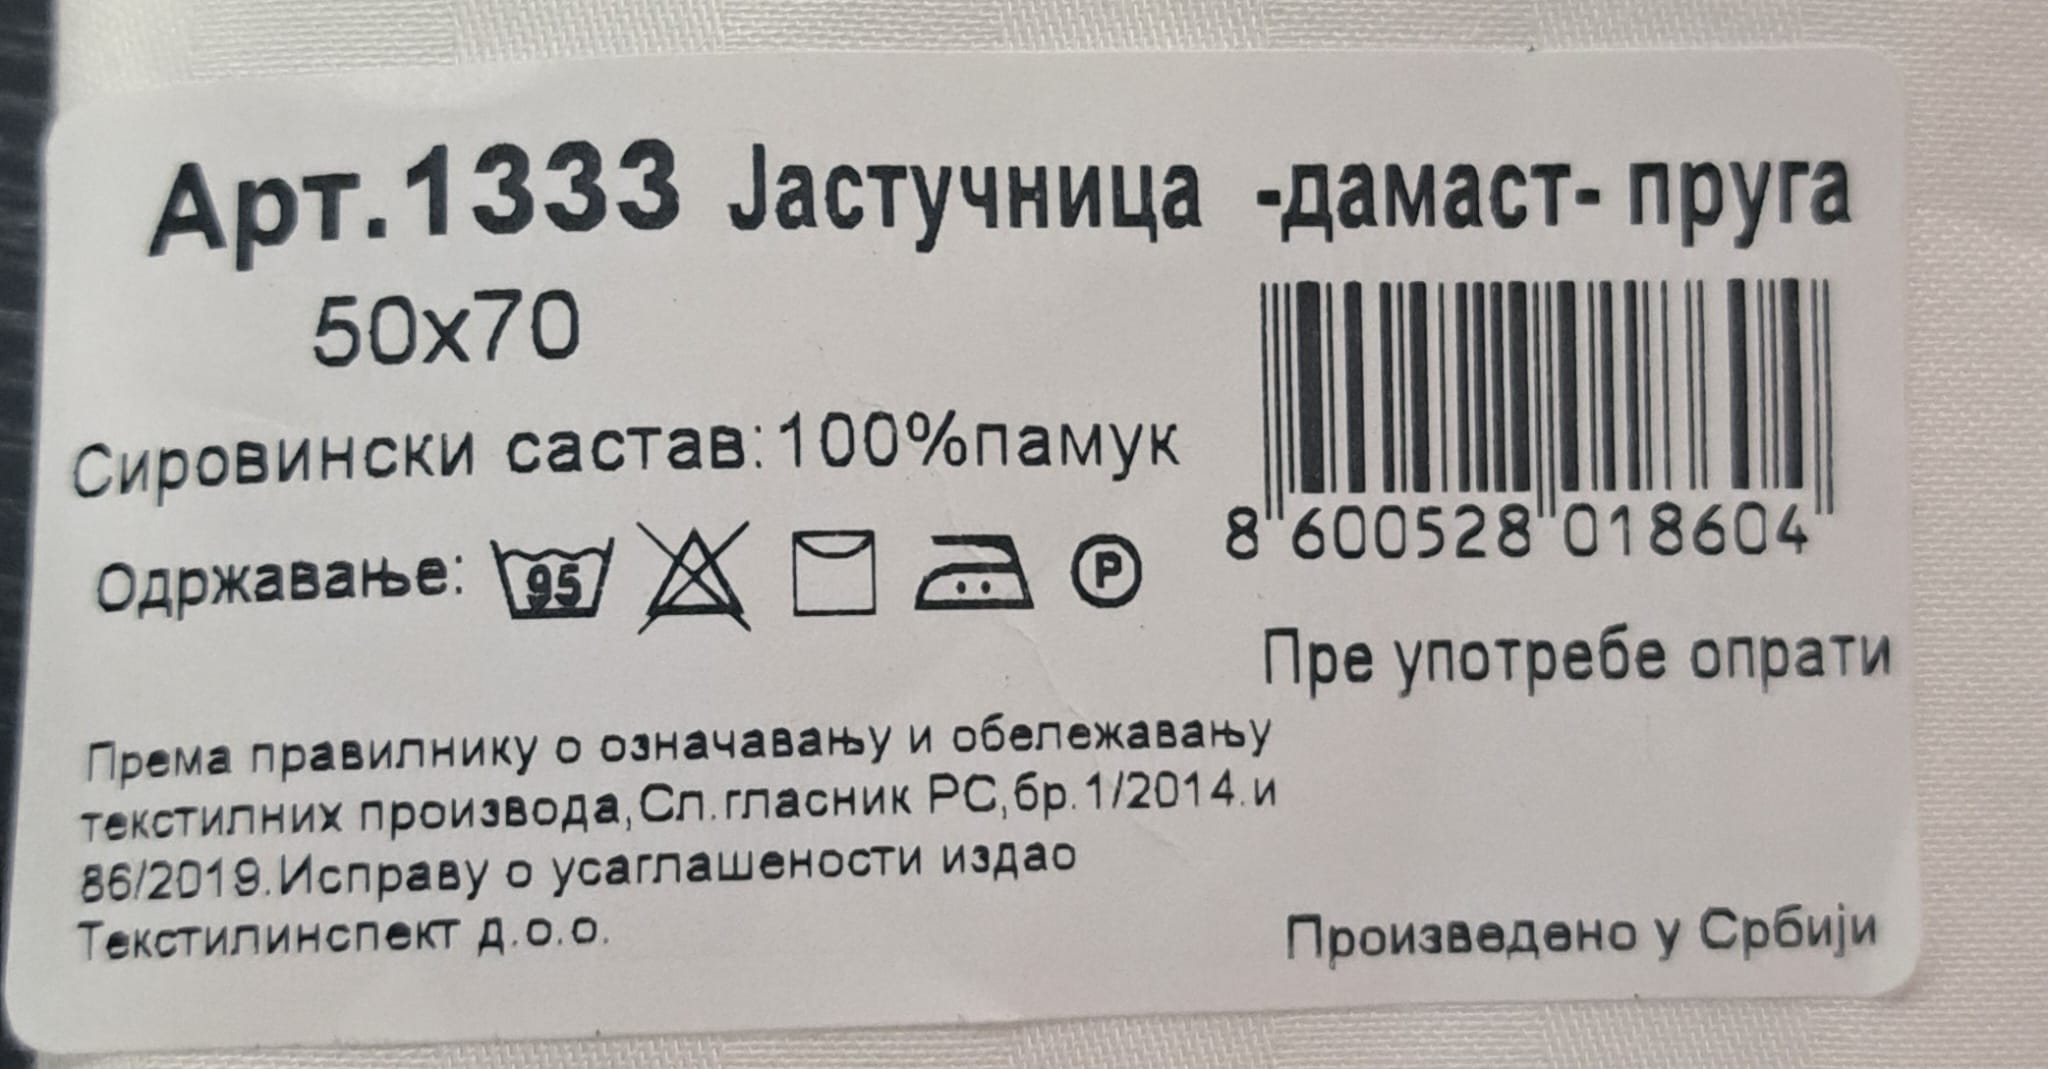 Арт.1333 Јастучница -дамаст- пруга
50x70
Сировински састав:100%памук
8 600528 018604
Одржавање: 95 P
Пре употребе опрати
Према правилнику о означавању и обележавању
текстилних производа,Сл.гласник РС,бр.1/2014.и
86/2019.Исправу о усаглашености издао
Текстилинспект д.о.о.
Произведено у Србији